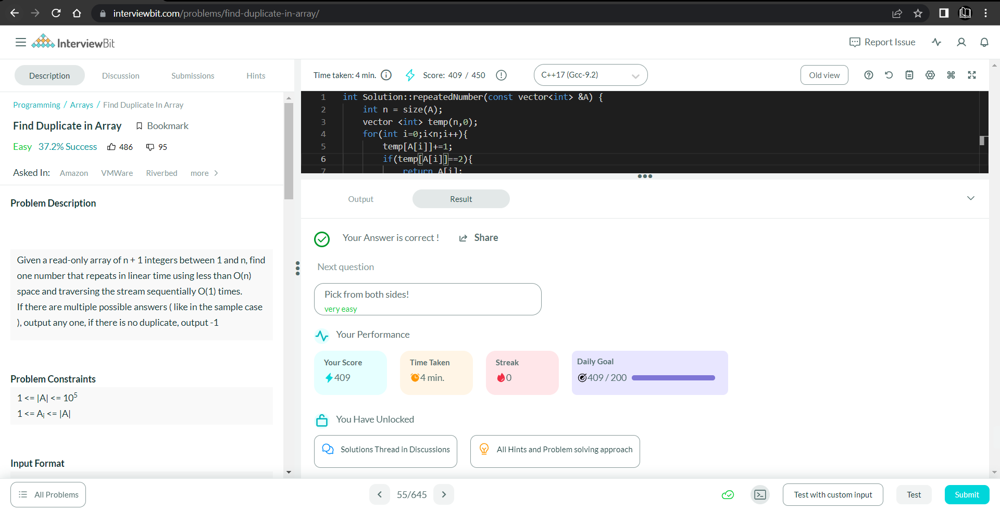 interviewbit.com/problems/find-duplicate-in-array/
InterviewBit
Report Issue
Description
Discussion
Submissions
Hints
Programming / Arrays / Find Duplicate In Array
Find Duplicate in Array
Bookmark
Easy 37.2% Success 486 95
Asked In: Amazon VMWare Riverbed more
Problem Description
Given a read-only array of n + 1 integers between 1 and n, find
one number that repeats in linear time using less than O(n)
space and traversing the stream sequentially O(1) times.
If there are multiple possible answers ( like in the sample case
), output any one, if there is no duplicate, output -1
Problem Constraints
1 <= |A| <= 10⁵
1 <= Aᵢ <= |A|
Input Format
Time taken: 4 min.
Score: 409 / 450
C++17 (Gcc-9.2)
Old view
1 int Solution::repeatedNumber(const vector<int> &A) {
2 int n = size(A);
3 vector <int> temp(n,0);
4 for(int i=0;i<n;i++){
5 temp[A[i]]+=1;
6 if(temp[A[i]]==2){
7 return A[i];
Output
Result
Your Answer is correct !
Share
Next question
Pick from both sides!
very easy
Your Performance
Your Score
409
Time Taken
4 min.
Streak
0
Daily Goal
409 / 200
You Have Unlocked
Solutions Thread in Discussions
All Hints and Problem solving approach
All Problems
55/645
Test with custom input
Test
Submit